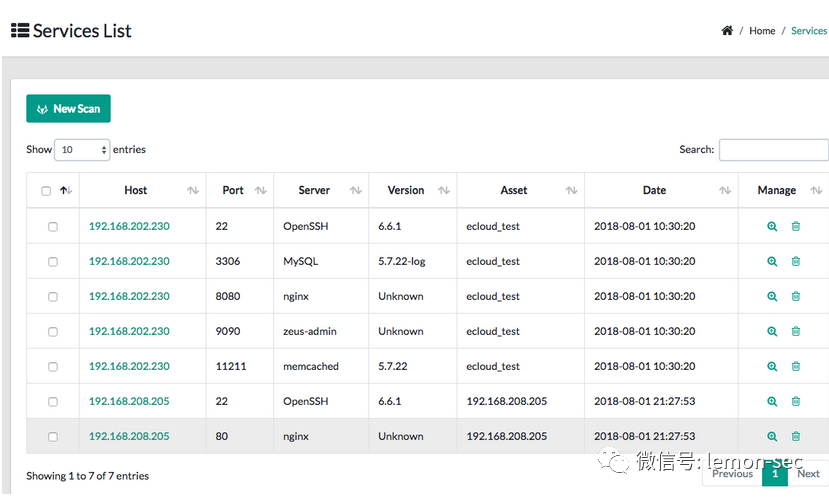 Services List
/ Home / Services
New Scan
Show 10 entries Search:
Host Port Server Version Asset Date Manage
192.168.202.230 22 OpenSSH 6.6.1 ecloud_test 2018-08-01 10:30:20
192.168.202.230 3306 MySQL 5.7.22-log ecloud_test 2018-08-01 10:30:20
192.168.202.230 8080 nginx Unknown ecloud_test 2018-08-01 10:30:20
192.168.202.230 9090 zeus-admin Unknown ecloud_test 2018-08-01 10:30:20
192.168.202.230 11211 memcached 5.7.22 ecloud_test 2018-08-01 10:30:20
192.168.208.205 22 OpenSSH 6.6.1 192.168.208.205 2018-08-01 21:27:53
192.168.208.205 80 nginx Unknown 192.168.208.205 2018-08-01 21:27:53
微信号: lemon-sec
Showing 1 to 7 of 7 entries Previous 1 Next